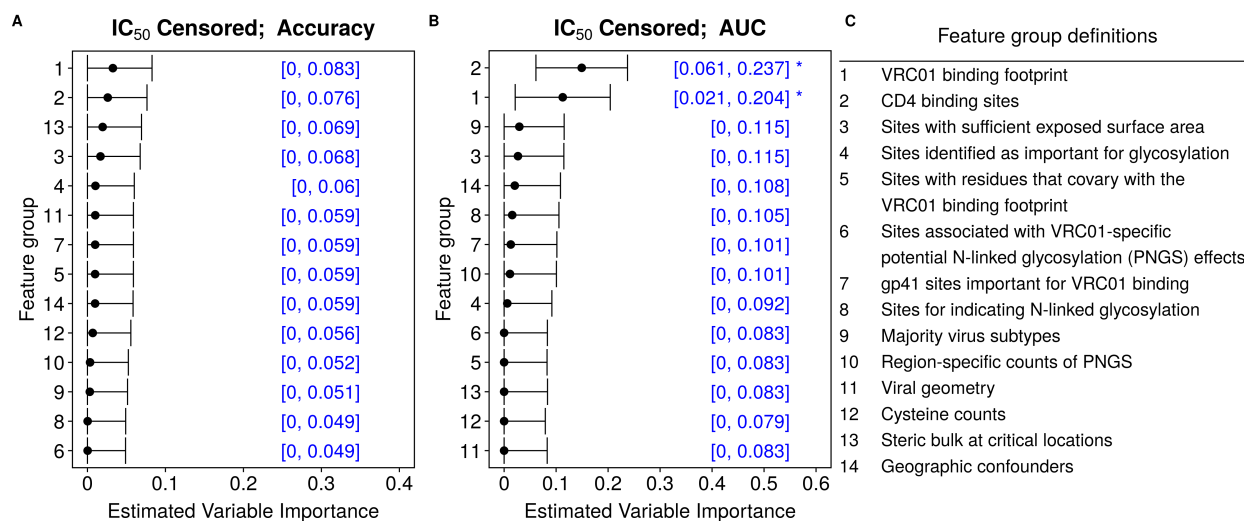 A
IC50 Censored; Accuracy
Feature group
1 [0, 0.083]
2 [0, 0.076]
13 [0, 0.069]
3 [0, 0.068]
4 [0, 0.06]
11 [0, 0.059]
7 [0, 0.059]
5 [0, 0.059]
14 [0, 0.059]
12 [0, 0.056]
10 [0, 0.052]
9 [0, 0.051]
8 [0, 0.049]
6 [0, 0.049]
0 0.1 0.2 0.3 0.4
Estimated Variable Importance
B
IC50 Censored; AUC
Feature group
2 [0.061, 0.237] *
1 [0.021, 0.204] *
9 [0, 0.115]
3 [0, 0.115]
14 [0, 0.108]
8 [0, 0.105]
7 [0, 0.101]
10 [0, 0.101]
4 [0, 0.092]
6 [0, 0.083]
5 [0, 0.083]
13 [0, 0.083]
12 [0, 0.079]
11 [0, 0.083]
0 0.1 0.2 0.3 0.4 0.5 0.6
Estimated Variable Importance
C
Feature group definitions
1 VRC01 binding footprint
2 CD4 binding sites
3 Sites with sufficient exposed surface area
4 Sites identified as important for glycosylation
5 Sites with residues that covary with the
VRC01 binding footprint
6 Sites associated with VRC01-specific
potential N-linked glycosylation (PNGS) effects
7 gp41 sites important for VRC01 binding
8 Sites for indicating N-linked glycosylation
9 Majority virus subtypes
10 Region-specific counts of PNGS
11 Viral geometry
12 Cysteine counts
13 Steric bulk at critical locations
14 Geographic confounders